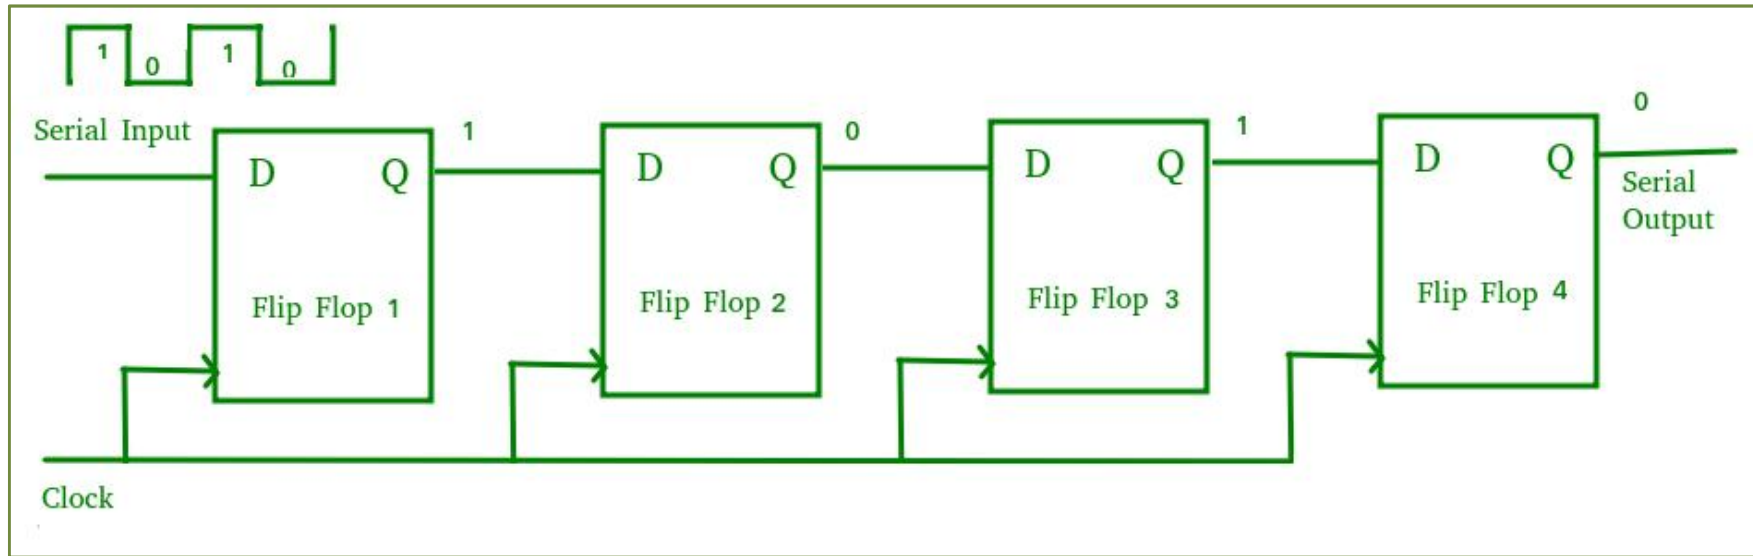 1 0 1 0
Serial Input
1
0
1
0
D Q
D Q
D Q
D Q
Serial
Output
Flip Flop 1
Flip Flop 2
Flip Flop 3
Flip Flop 4
Clock